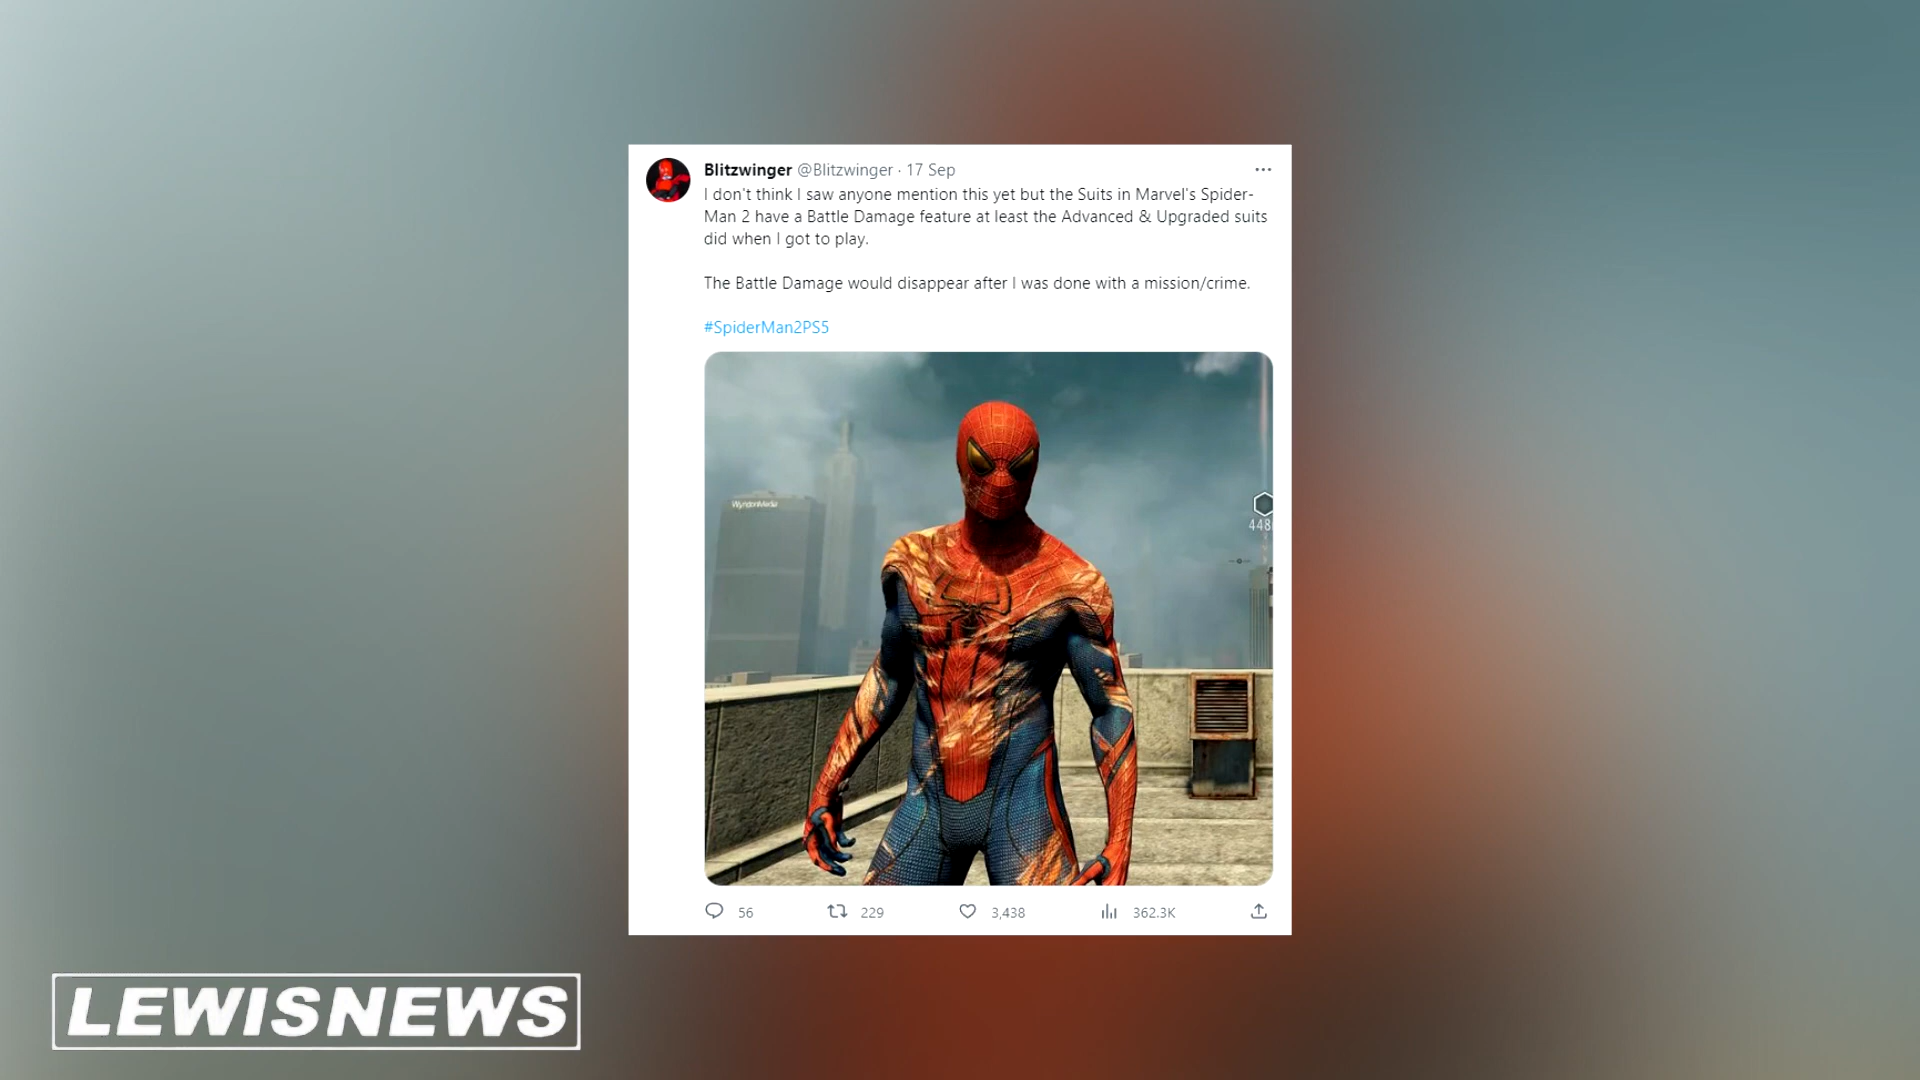 Blitzwinger @Blitzwinger · 17 Sep
I don't think I saw anyone mention this yet but the Suits in Marvel's Spider-
Man 2 have a Battle Damage feature at least the Advanced & Upgraded suits
did when I got to play.
The Battle Damage would disappear after I was done with a mission/crime.
#SpiderMan2PS5
WyndonMedia
448
56 229 3,438 362.3K
LEWISNEWS